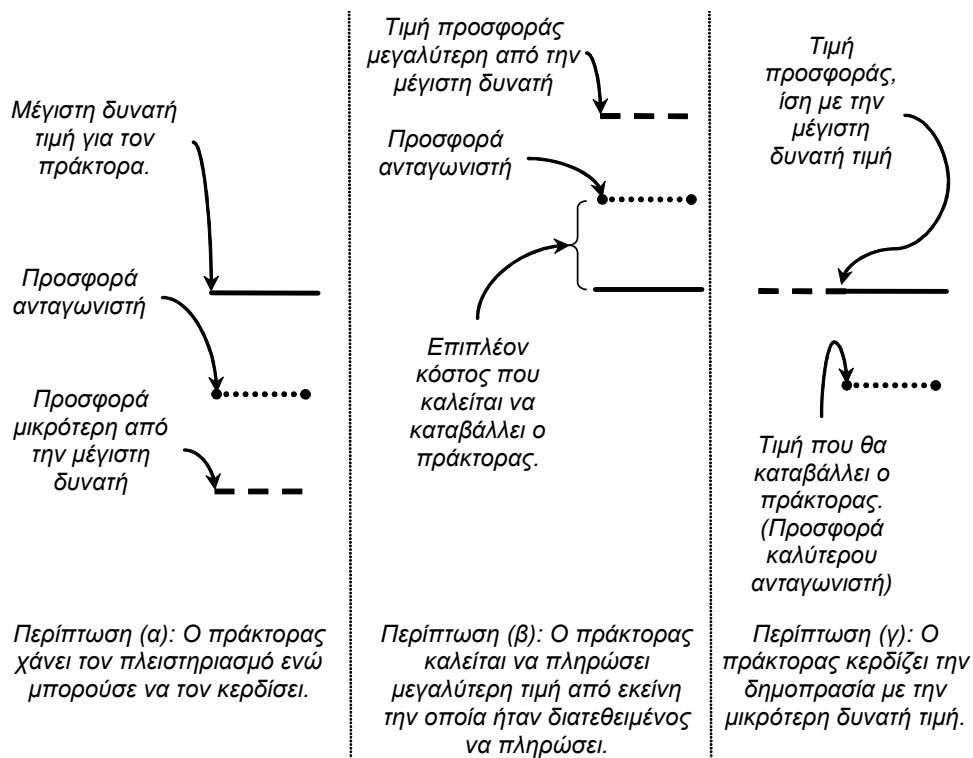 Μέγιστη δυνατή
τιμή για τον
πράκτορα.
Προσφορά
ανταγωνιστή
Προσφορά
μικρότερη από
την μέγιστη
δυνατή
Περίπτωση (α): Ο πράκτορας
χάνει τον πλειστηριασμό ενώ
μπορούσε να τον κερδίσει.
Τιμή προσφοράς
μεγαλύτερη από την
μέγιστη δυνατή
Προσφορά
ανταγωνιστή
Επιπλέον
κόστος που
καλείται να
καταβάλλει ο
πράκτορας.
Περίπτωση (β): Ο πράκτορας
καλείται να πληρώσει
μεγαλύτερη τιμή από εκείνη
την οποία ήταν διατεθειμένος
να πληρώσει.
Τιμή
προσφοράς,
ίση με την
μέγιστη
δυνατή τιμή
Τιμή που θα
καταβάλλει ο
πράκτορας.
(Προσφορά
καλύτερου
ανταγωνιστή)
Περίπτωση (γ): Ο
πράκτορας κερδίζει την
δημοπρασία με την
μικρότερη δυνατή τιμή.